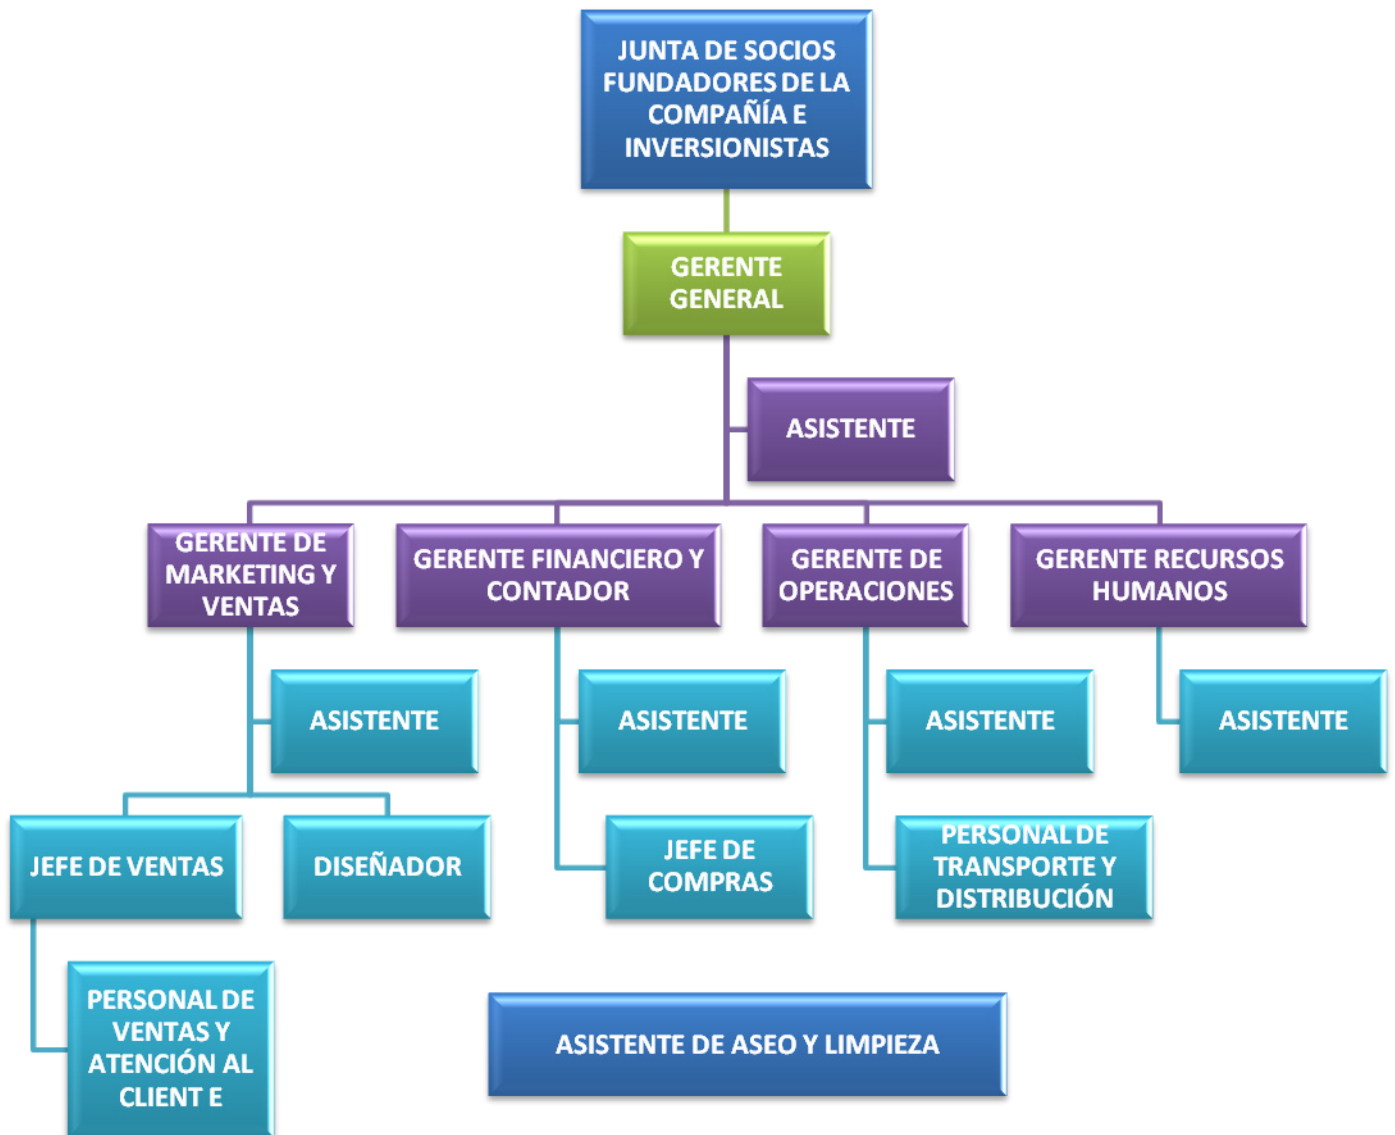 JUNTA DE SOCIOS
FUNDADORES DE LA
COMPAÑÍA E
INVERSIONISTAS
GERENTE
GENERAL
ASISTENTE
GERENTE DE
MARKETING Y
VENTAS
GERENTE FINANCIERO Y
CONTADOR
GERENTE DE
OPERACIONES
GERENTE RECURSOS
HUMANOS
ASISTENTE
ASISTENTE
ASISTENTE
ASISTENTE
JEFE DE VENTAS
DISEÑADOR
JEFE DE
COMPRAS
PERSONAL DE
TRANSPORTE Y
DISTRIBUCIÓN
PERSONAL DE
VENTAS Y
ATENCIÓN AL
CLIENT E
ASISTENTE DE ASEO Y LIMPIEZA